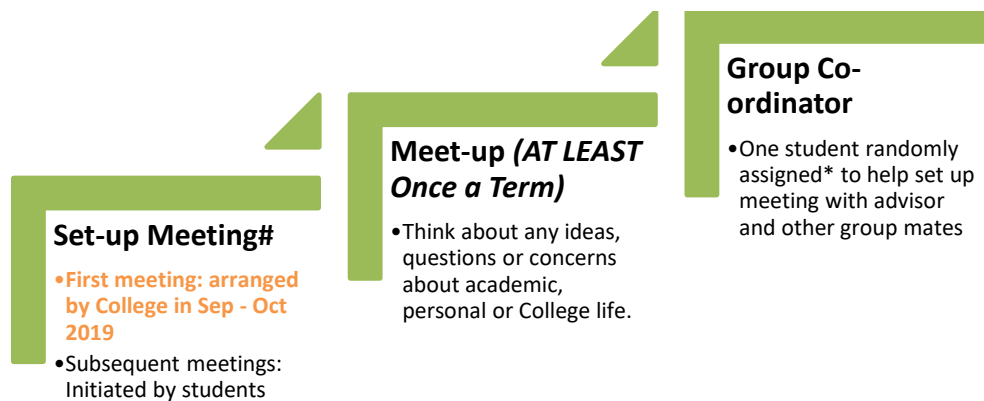 Set-up Meeting#
•First meeting: arranged
by College in Sep - Oct
2019
•Subsequent meetings:
Initiated by students
Meet-up (AT LEAST
Once a Term)
•Think about any ideas,
questions or concerns
about academic,
personal or College life.
Group Co-
ordinator
•One student randomly
assigned* to help set up
meeting with advisor
and other group mates